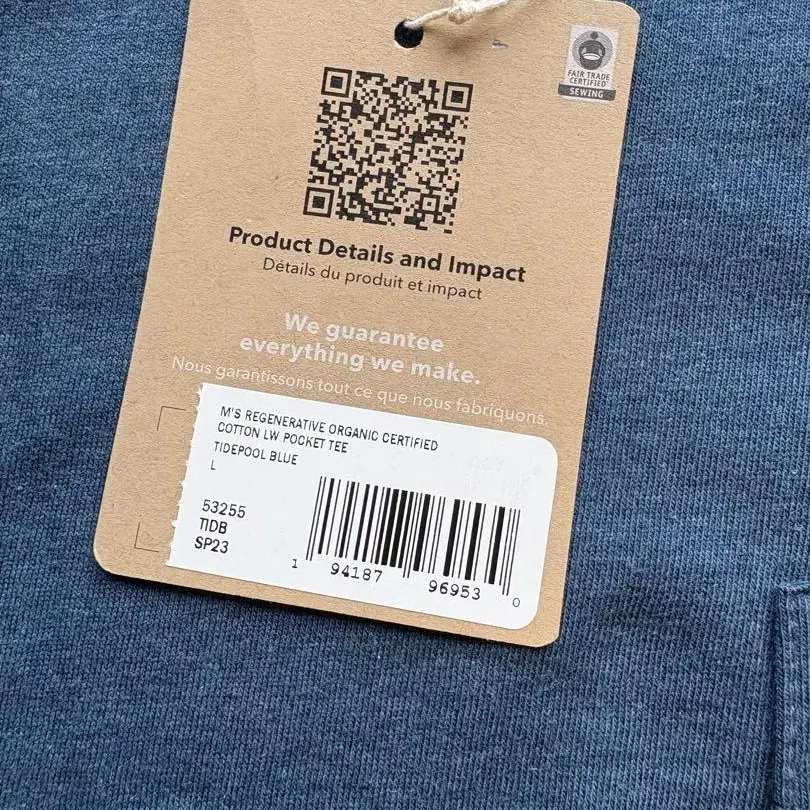 FAIR TRADE
CERTIFIED
SEWING
Product Details and Impact
Détails du produit et impact
We guarantee
everything we make.
Nous garantissons tout ce que nous fabriquons.
M'S REGENERATIVE ORGANIC CERTIFIED
COTTON LW POCKET TEE
TIDEPOOL BLUE
L
53255
TIDB
SP23
1 94187 96953 0